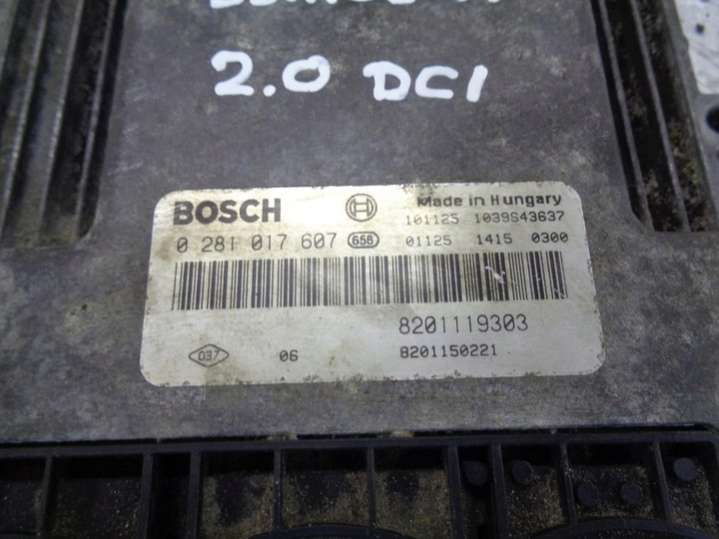 2.0 DCI
BOSCH Made in Hungary
101125 1039S43637
0 281 017 607 656 01125 1415 0300
8201119303
037 06 8201150221